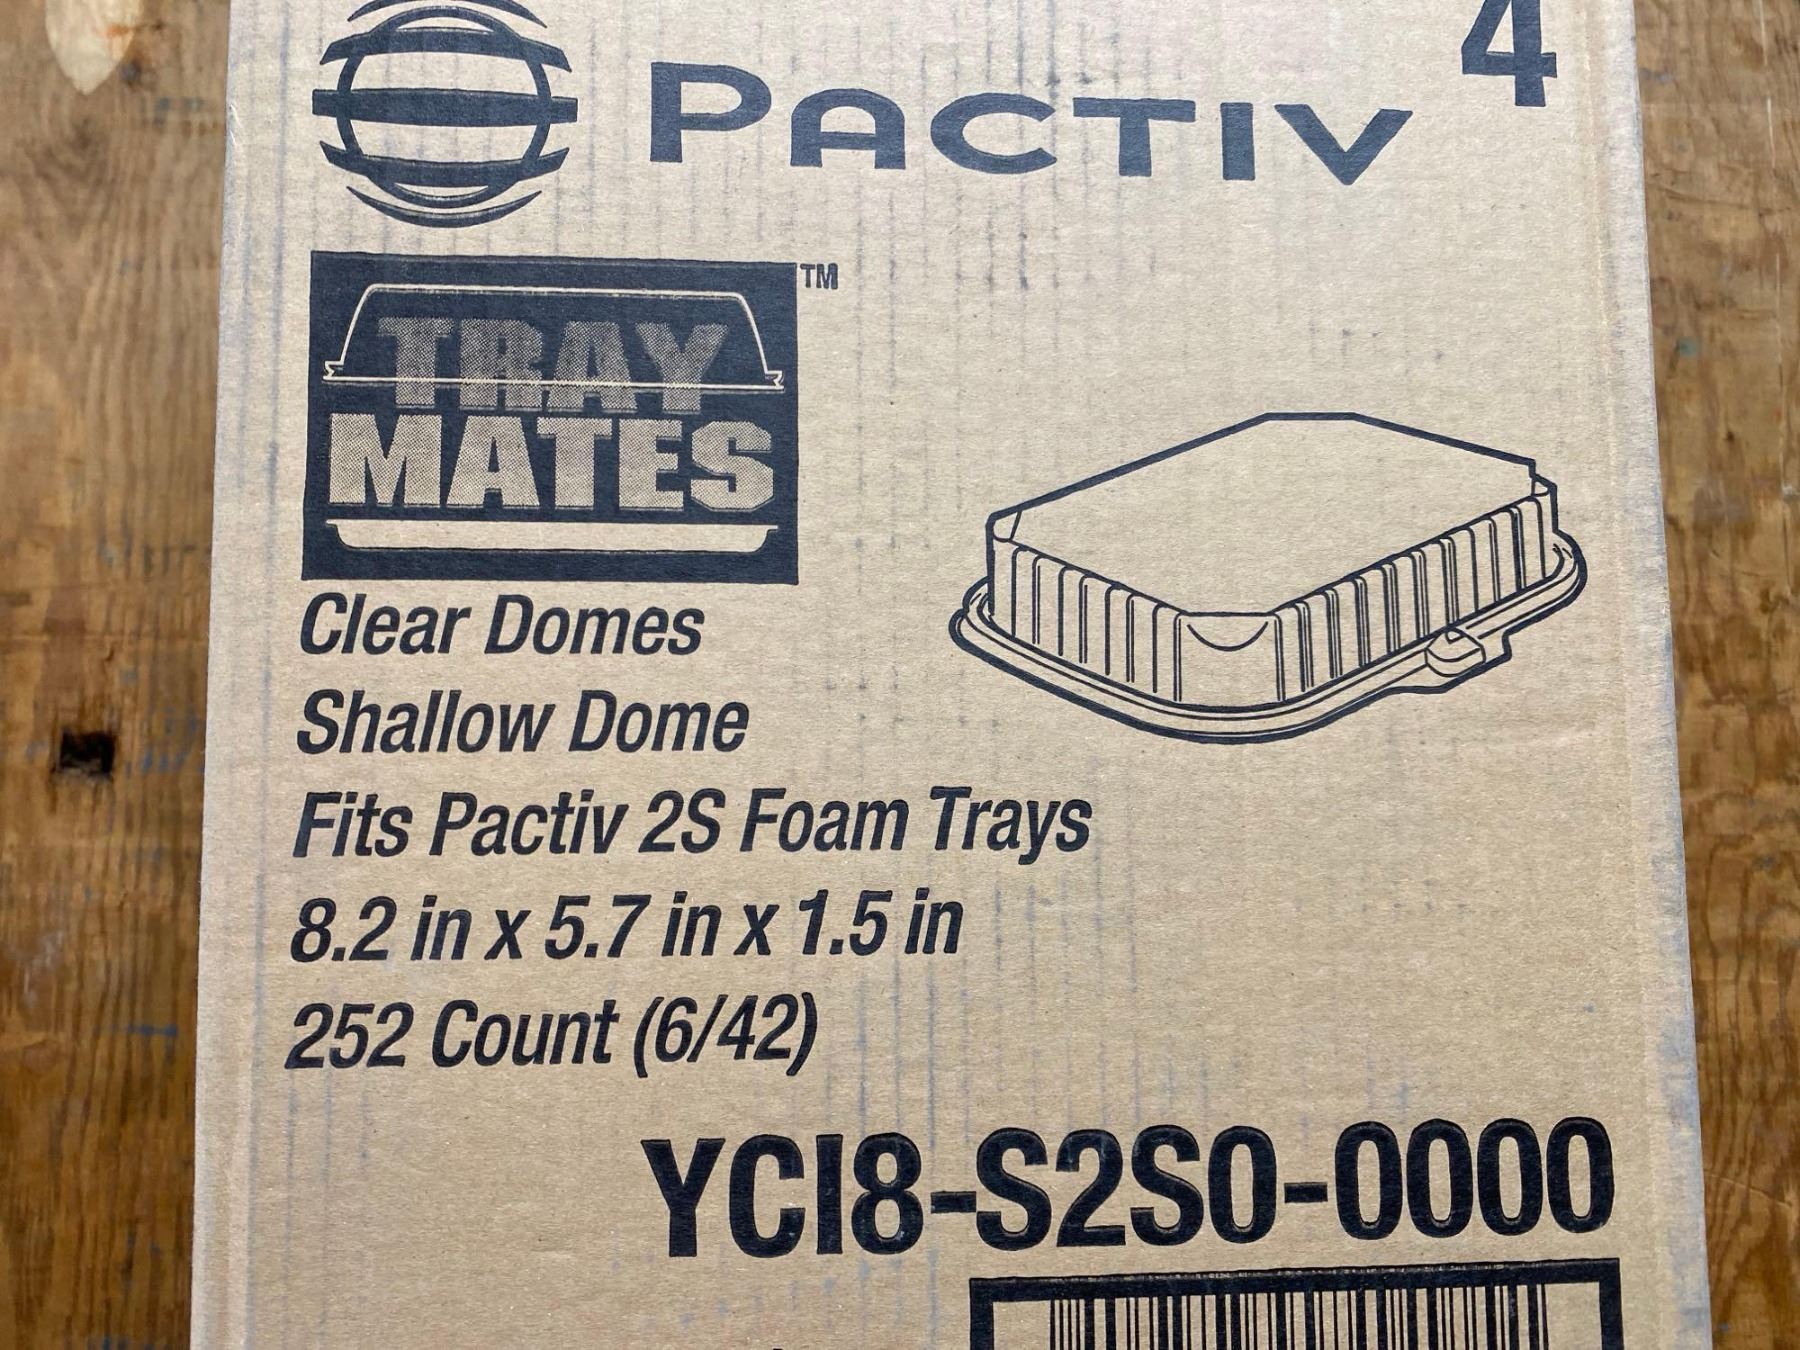 PACTIV
4
TRAY
MATES
TM
Clear Domes
Shallow Dome
Fits Pactiv 2S Foam Trays
8.2 in x 5.7 in x 1.5 in
252 Count (6/42)
YCI8-S2S0-0000